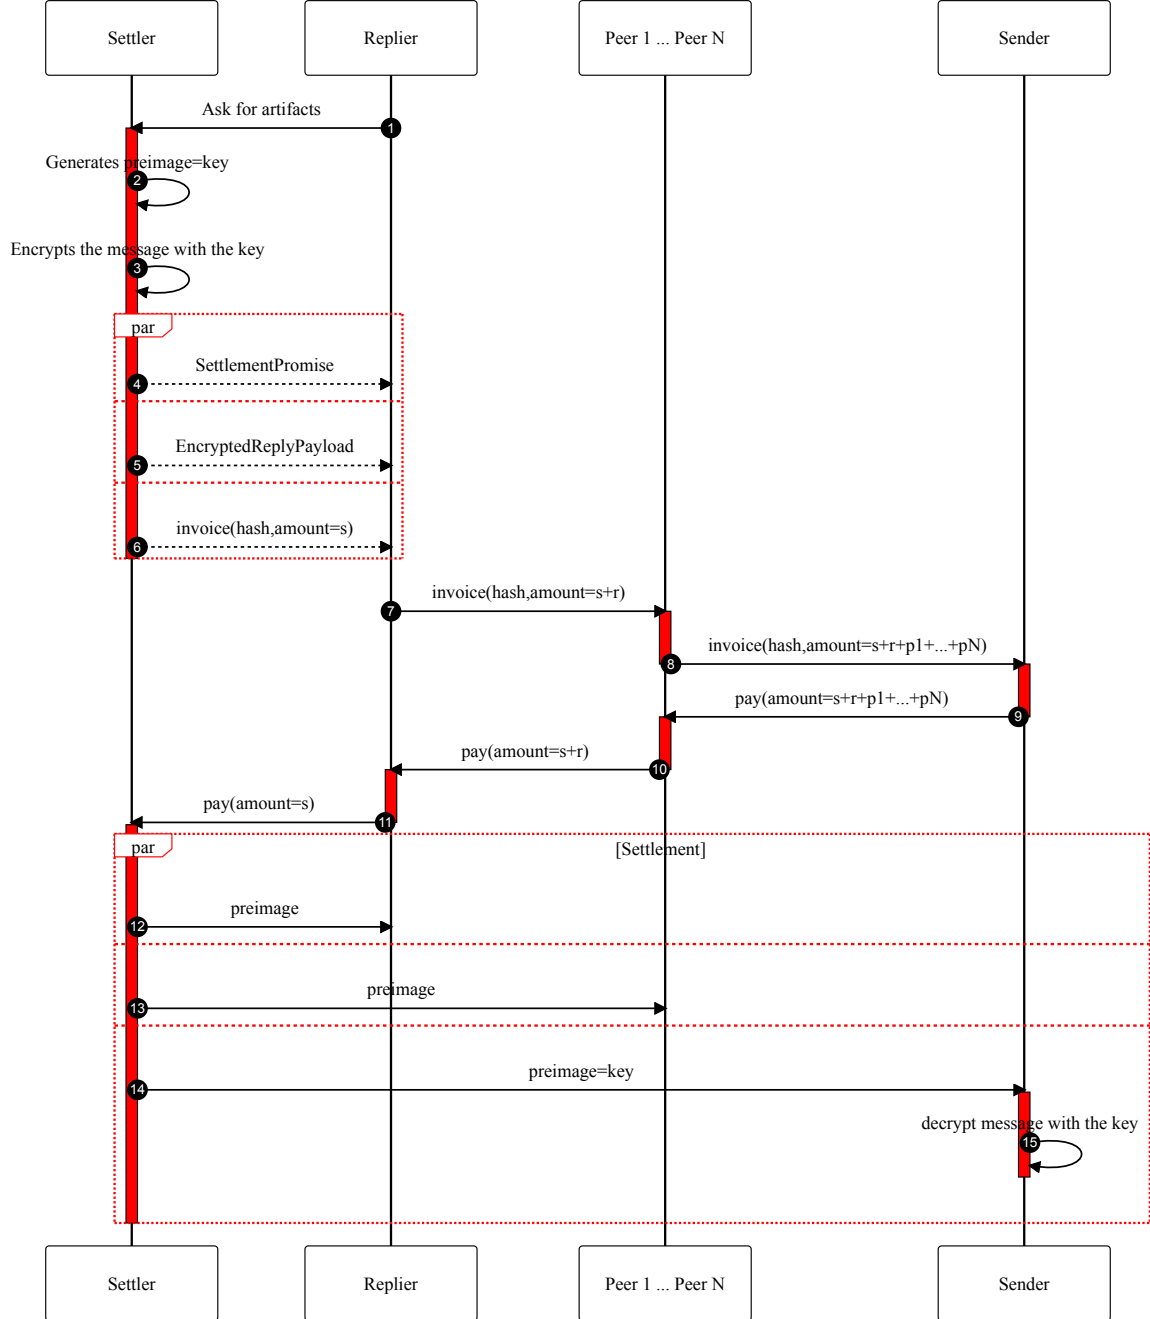 Settler
Replier
Peer 1 ... Peer N
Sender
Ask for artifacts
1
Generates preimage=key
2
Encrypts the message with the key
3
par
SettlementPromise
4
EncryptedReplyPayload
5
invoice(hash,amount=s)
6
invoice(hash,amount=s+r)
7
invoice(hash,amount=s+r+p1+...+pN)
8
pay(amount=s+r+p1+...+pN)
9
pay(amount=s+r)
10
pay(amount=s)
11
par
[Settlement]
preimage
12
preimage
13
preimage=key
14
decrypt message with the key
15
Settler
Replier
Peer 1 ... Peer N
Sender